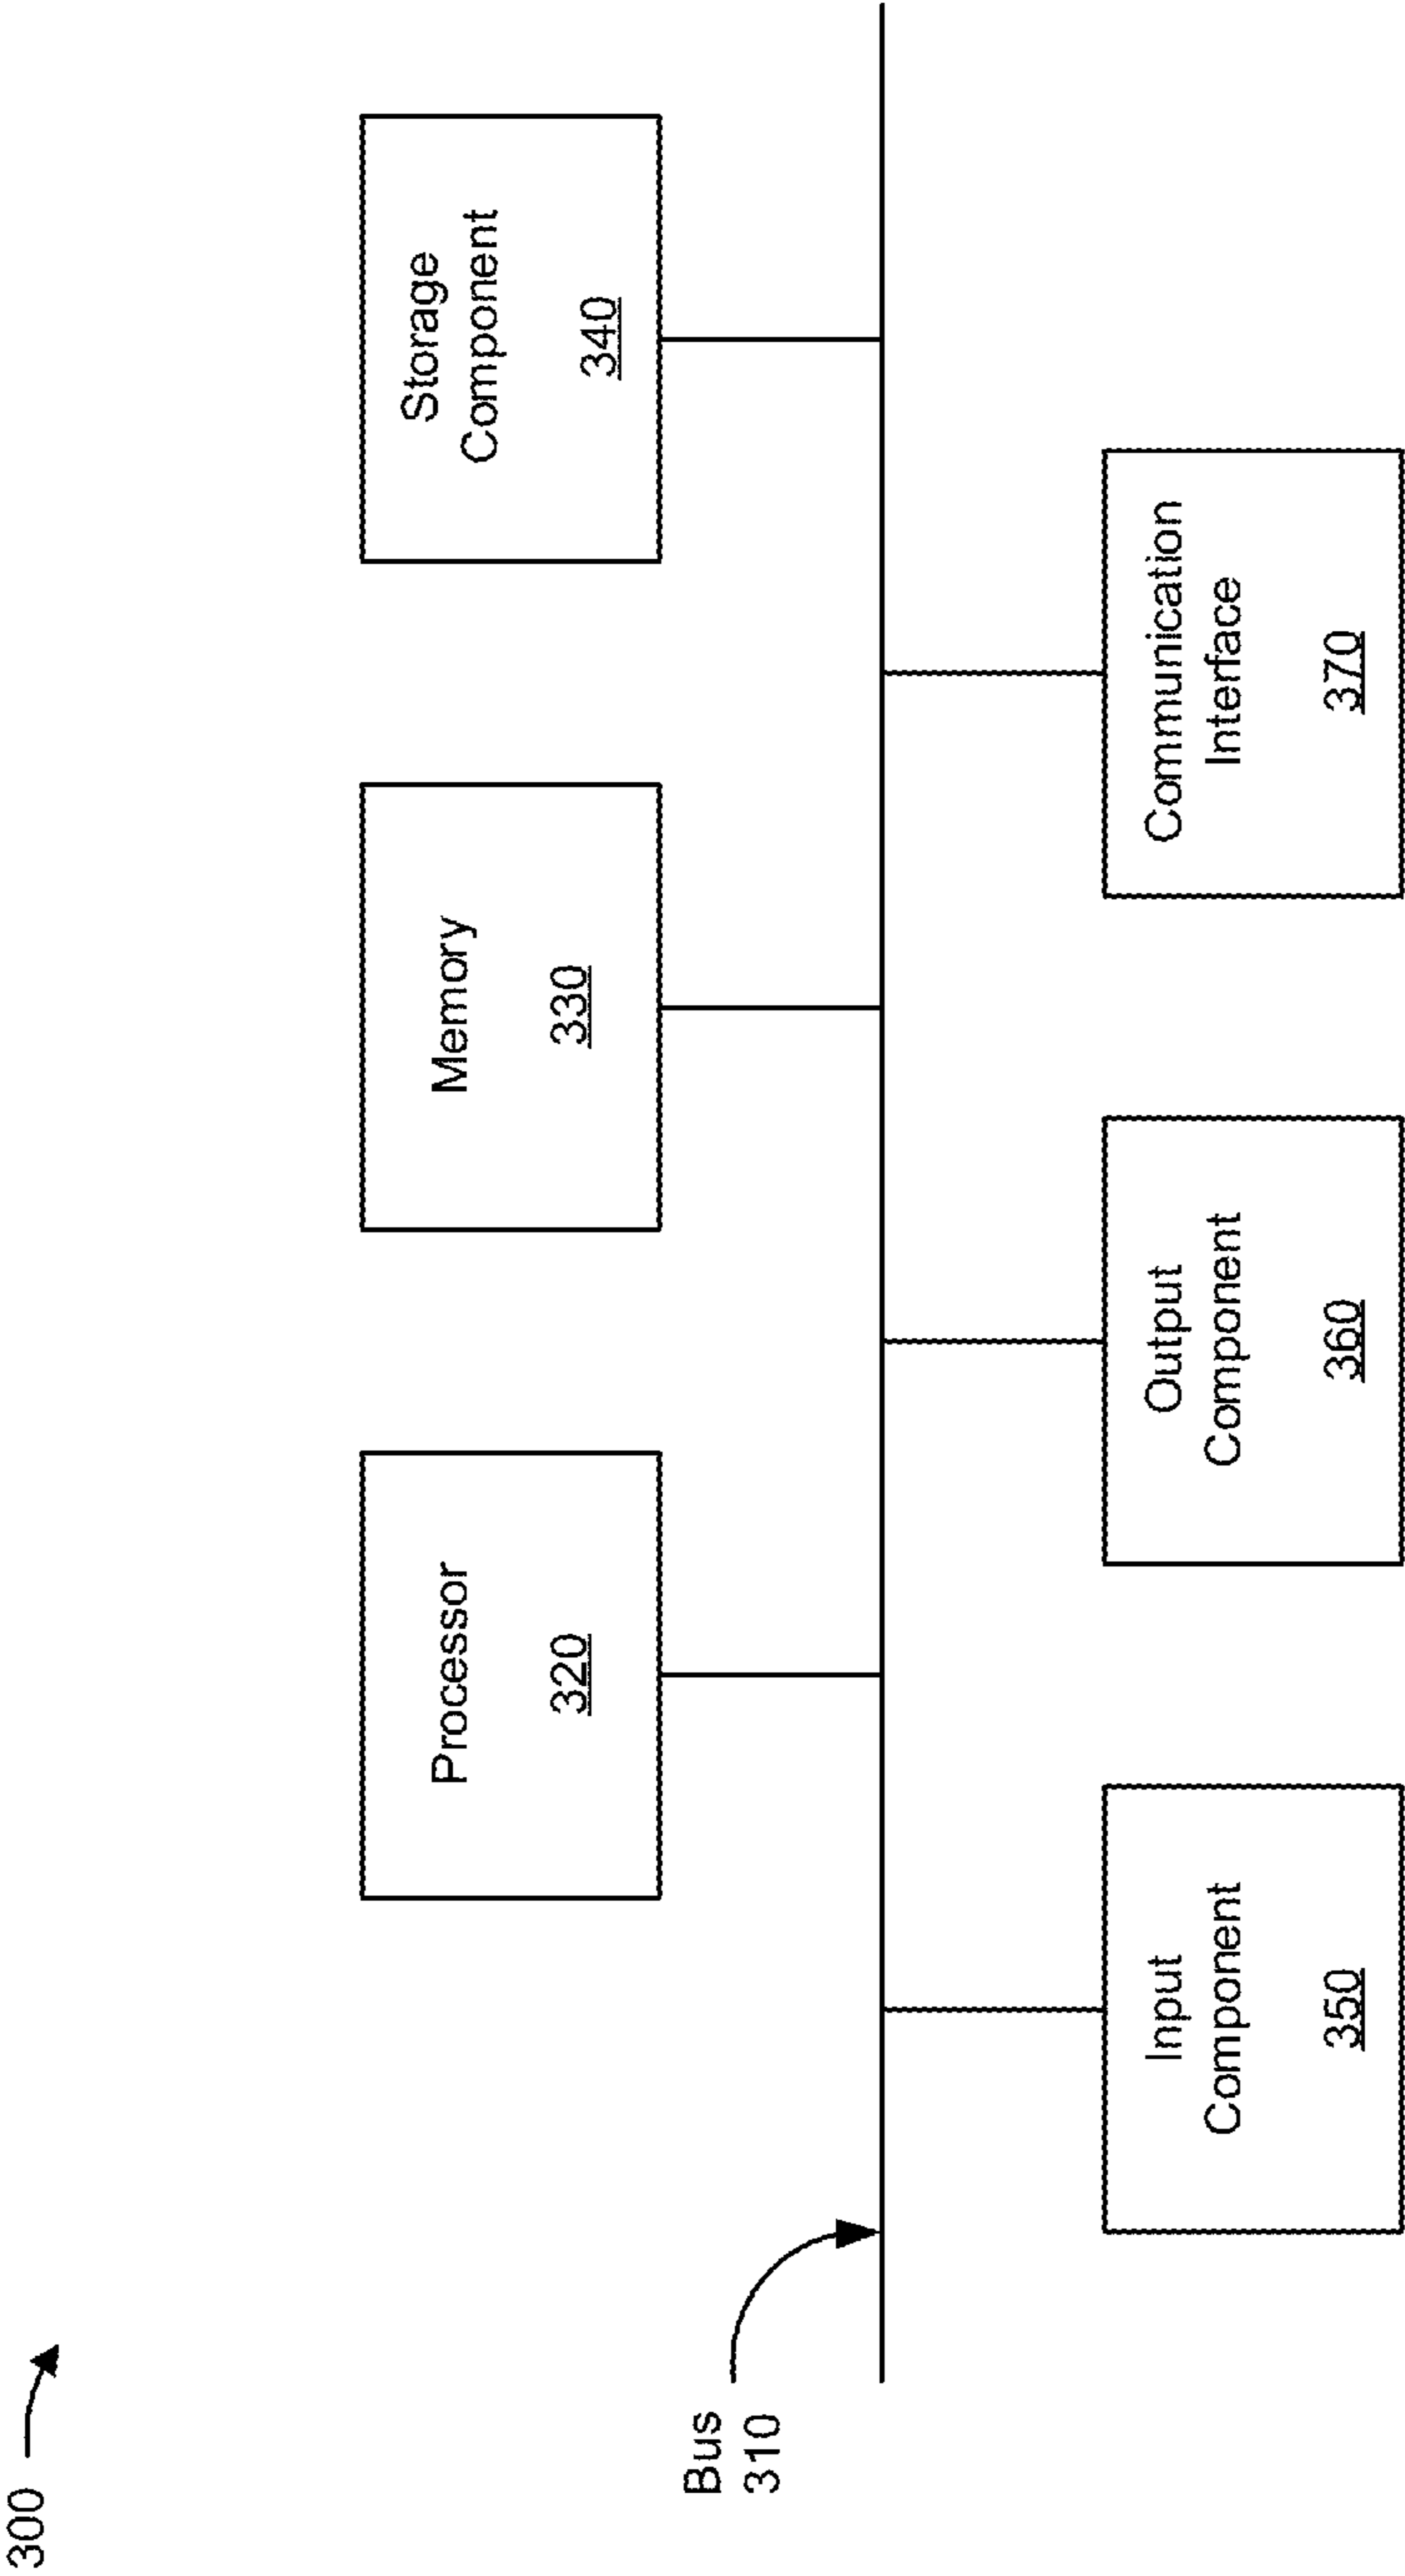 300
Bus
310
Processor
320
Memory
330
Storage
Component
340
Input
Component
350
Output
Component
360
Communication
Interface
370